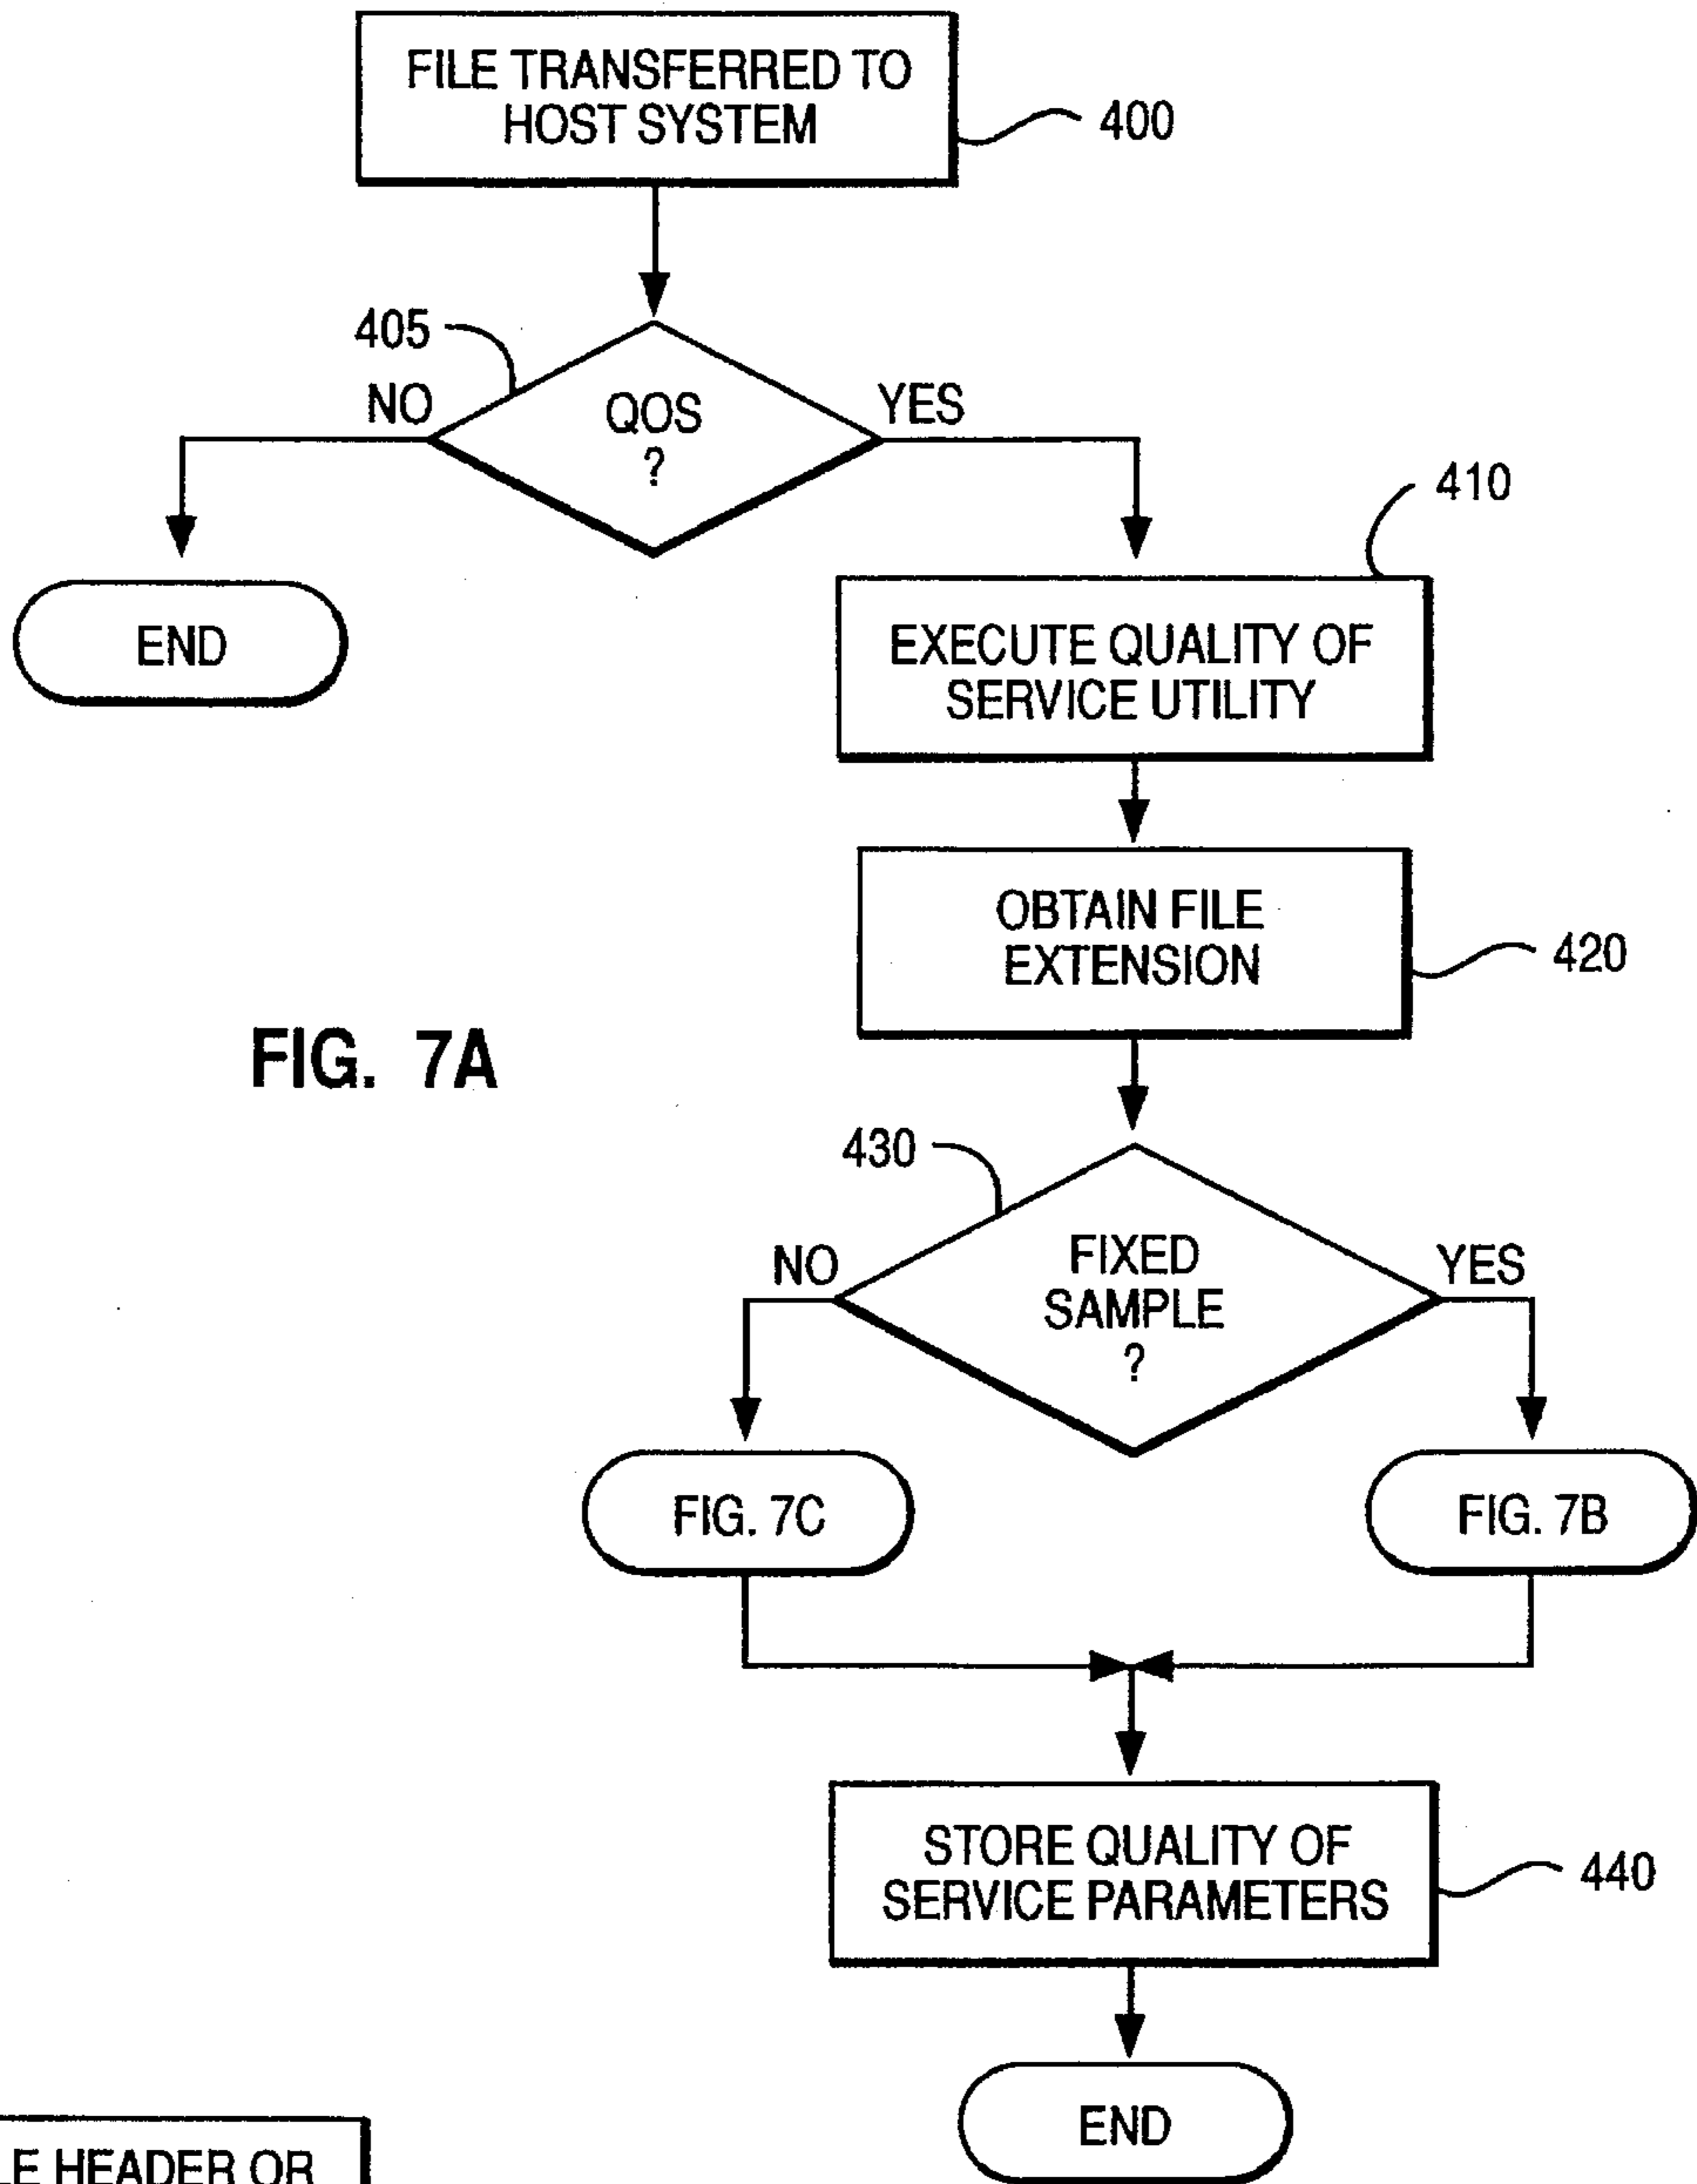 FILE TRANSFERRED TO
HOST SYSTEM
400
405
NO
QOS
?
YES
410
END
EXECUTE QUALITY OF
SERVICE UTILITY
OBTAIN FILE
EXTENSION
420
FIG. 7A
430
NO
FIXED
SAMPLE
?
YES
FIG. 7C
FIG. 7B
STORE QUALITY OF
SERVICE PARAMETERS
440
END
HEADER OR